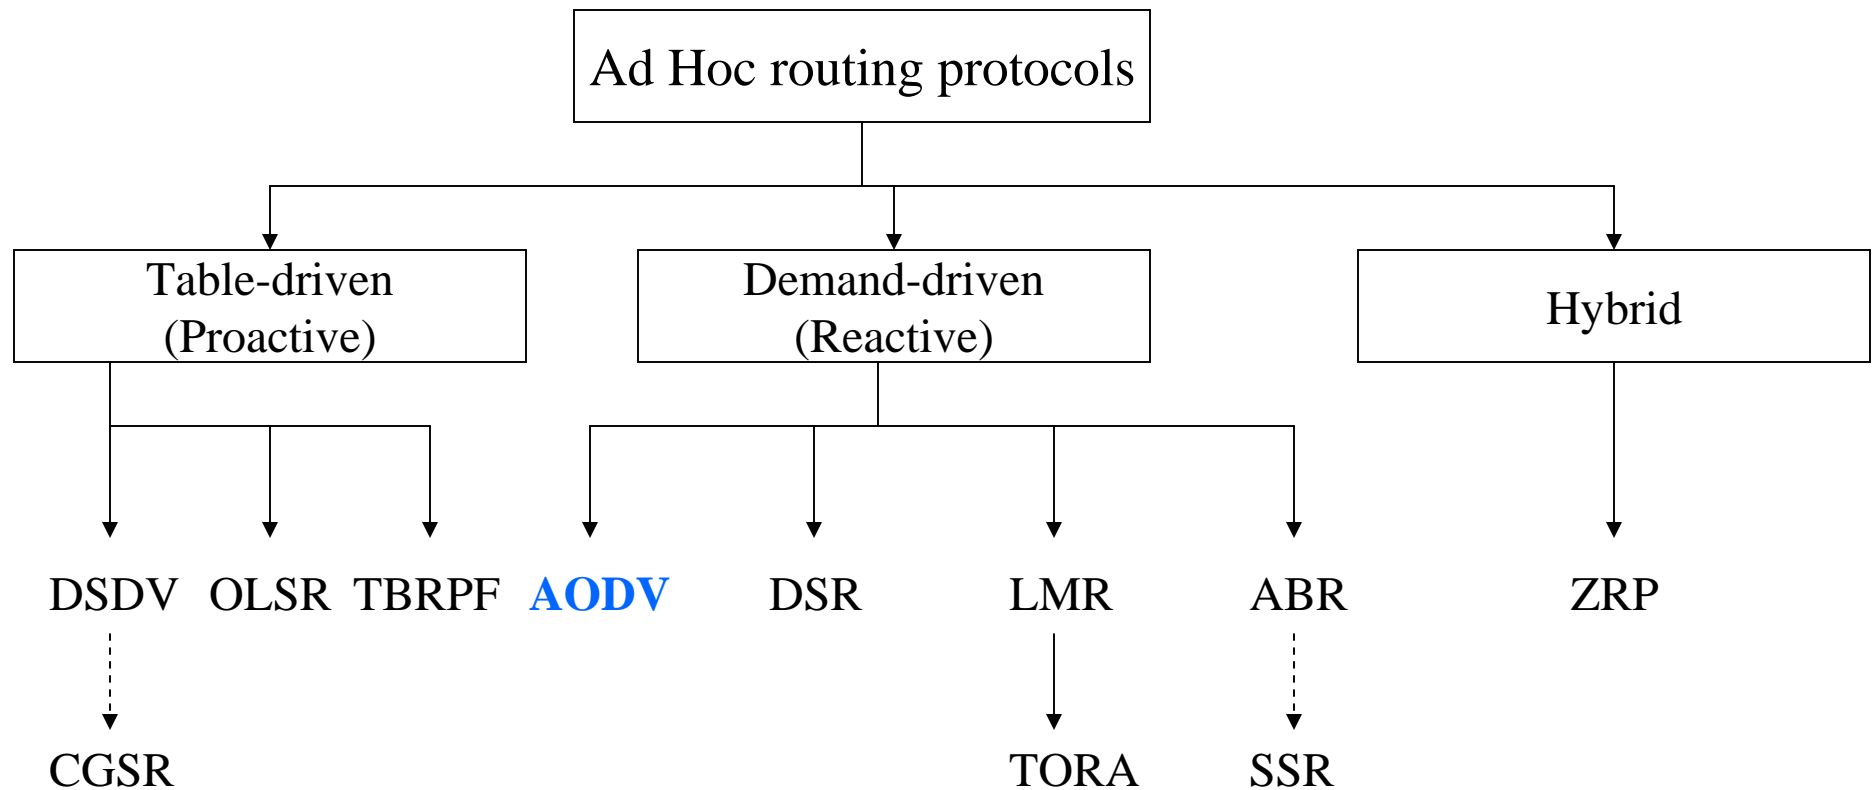 Ad Hoc routing protocols
Table-driven
(Proactive)
Demand-driven
(Reactive)
Hybrid
DSDV OLSR TBRPF AODV DSR LMR ABR ZRP
CGSR TORA SSR